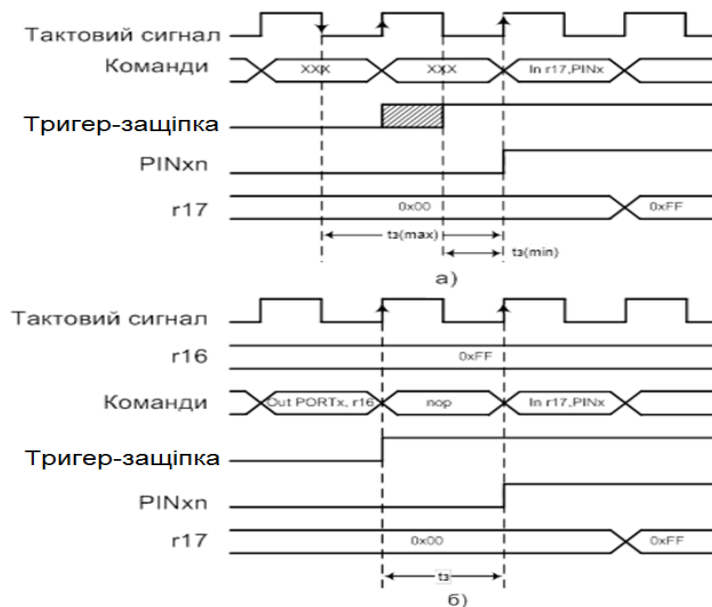 Тактовий сигнал
Команди
XXX
XXX
In r17,PINx
Тригер-защіпка
PINxn
r17
0x00
0xFF
tз(max)
tз(min)
а)
Тактовий сигнал
r16
0xFF
Команди
Out PORTx, r16
nop
In r17,PINx
Тригер-защіпка
PINxn
r17
0x00
0xFF
tз
б)